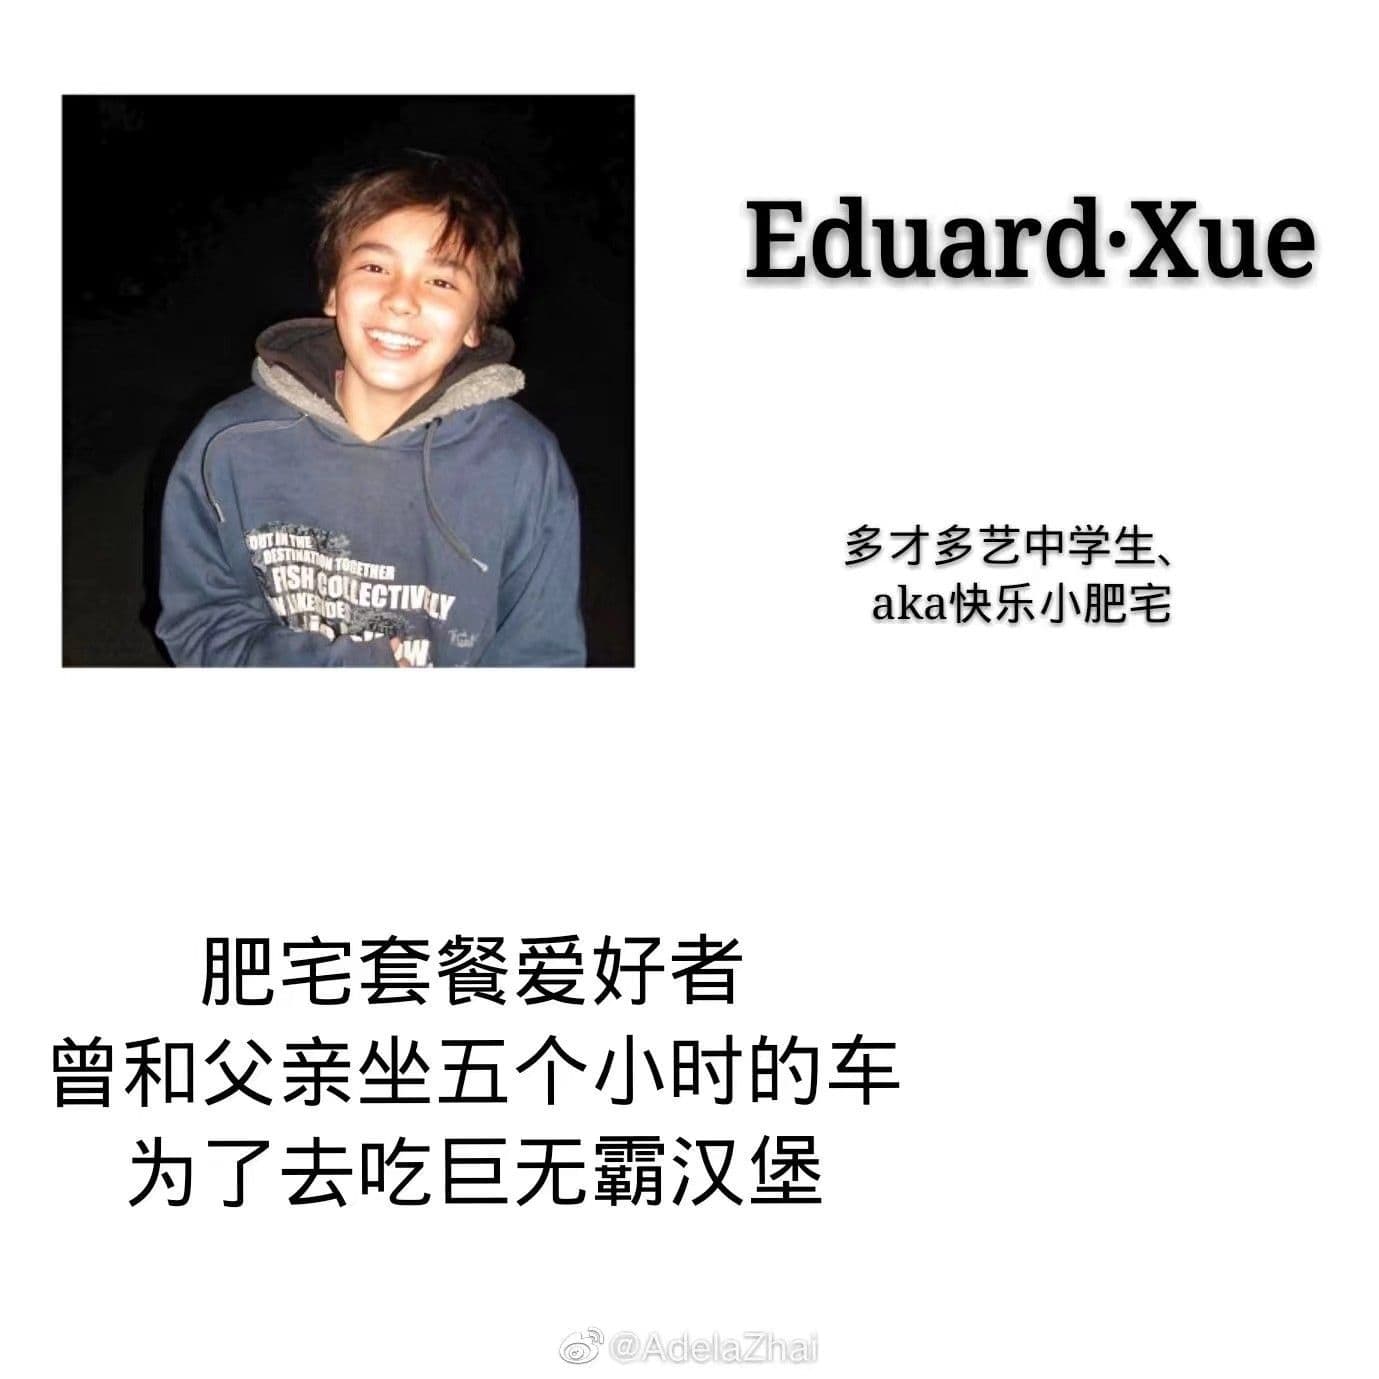 Eduard·Xue
多才多艺中学生、
aka快乐小肥宅
OUT IN THE
DESTINATION TOGETHER
FISH COLLECTIVELY
LAKESIDE
肥宅套餐爱好者
曾和父亲坐五个小时的车
为了去吃巨无霸汉堡
@AdelaZhai